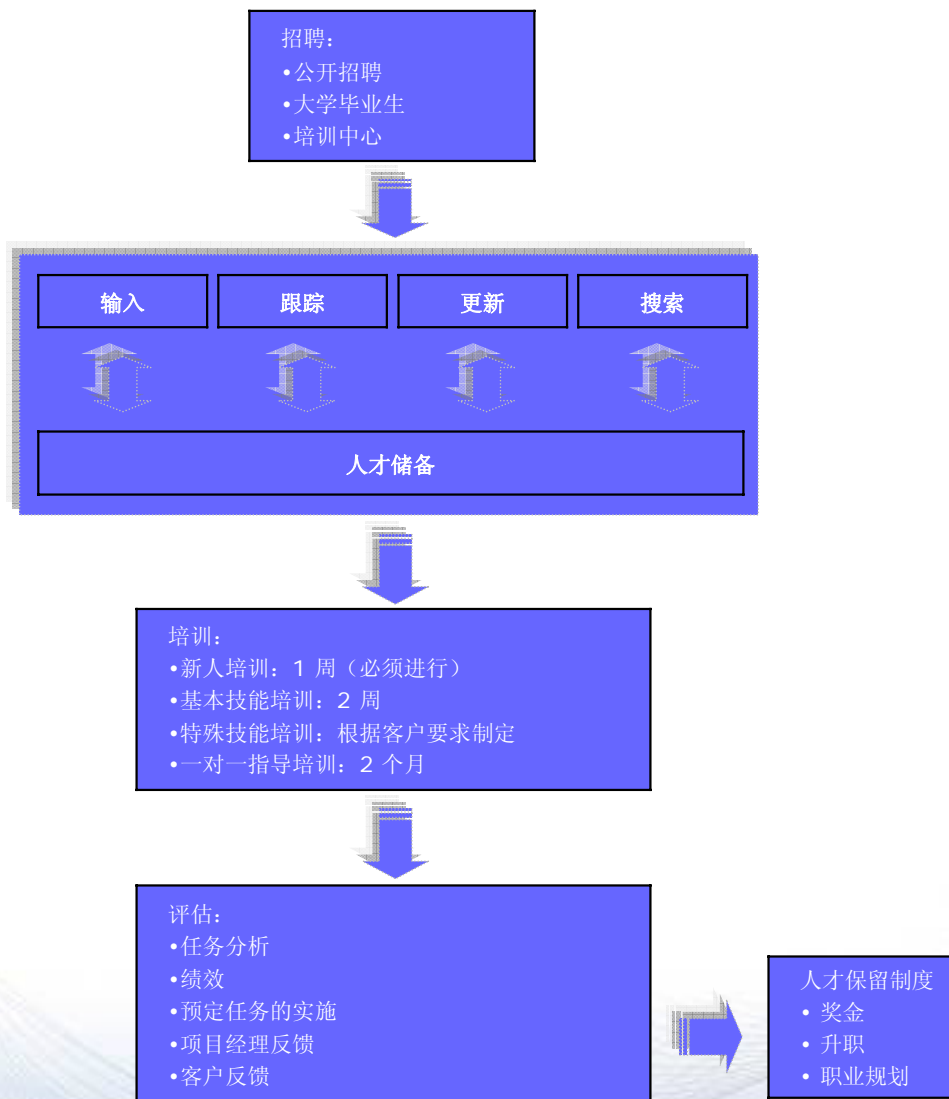 招聘：
•公开招聘
•大学毕业生
•培训中心
输入
跟踪
更新
搜索
人才储备
培训：
•新人培训：1 周（必须进行）
•基本技能培训：2 周
•特殊技能培训：根据客户要求制定
•一对一指导培训：2 个月
评估：
•任务分析
•绩效
•预定任务的实施
•项目经理反馈
•客户反馈
人才保留制度
• 奖金
• 升职
• 职业规划